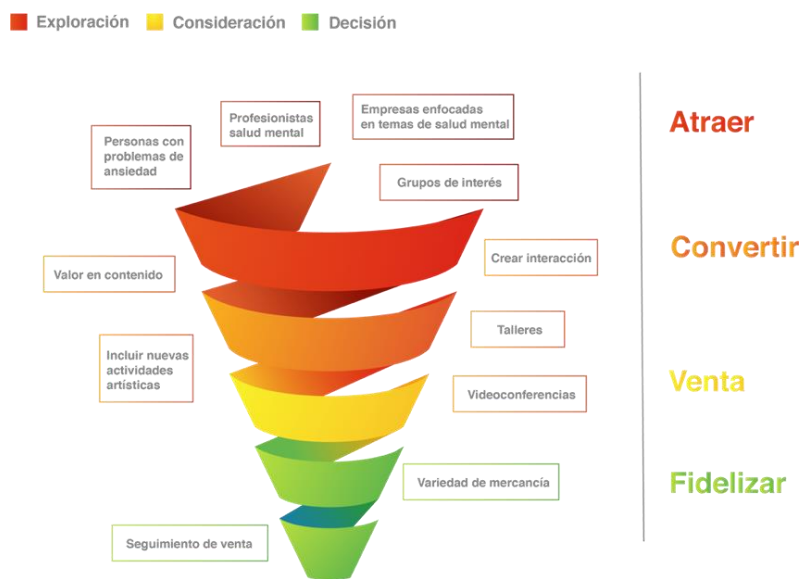 Exploración Consideración Decisión
Empresas enfocadas
en temas de salud mental
Profesionistas
salud mental
Personas con
problemas de
ansiedad
Grupos de interés
Atraer
Valor en contenido
Crear interacción
Convertir
Incluir nuevas
actividades
artísticas
Talleres
Videoconferencias
Venta
Variedad de mercancía
Fidelizar
Seguimiento de venta